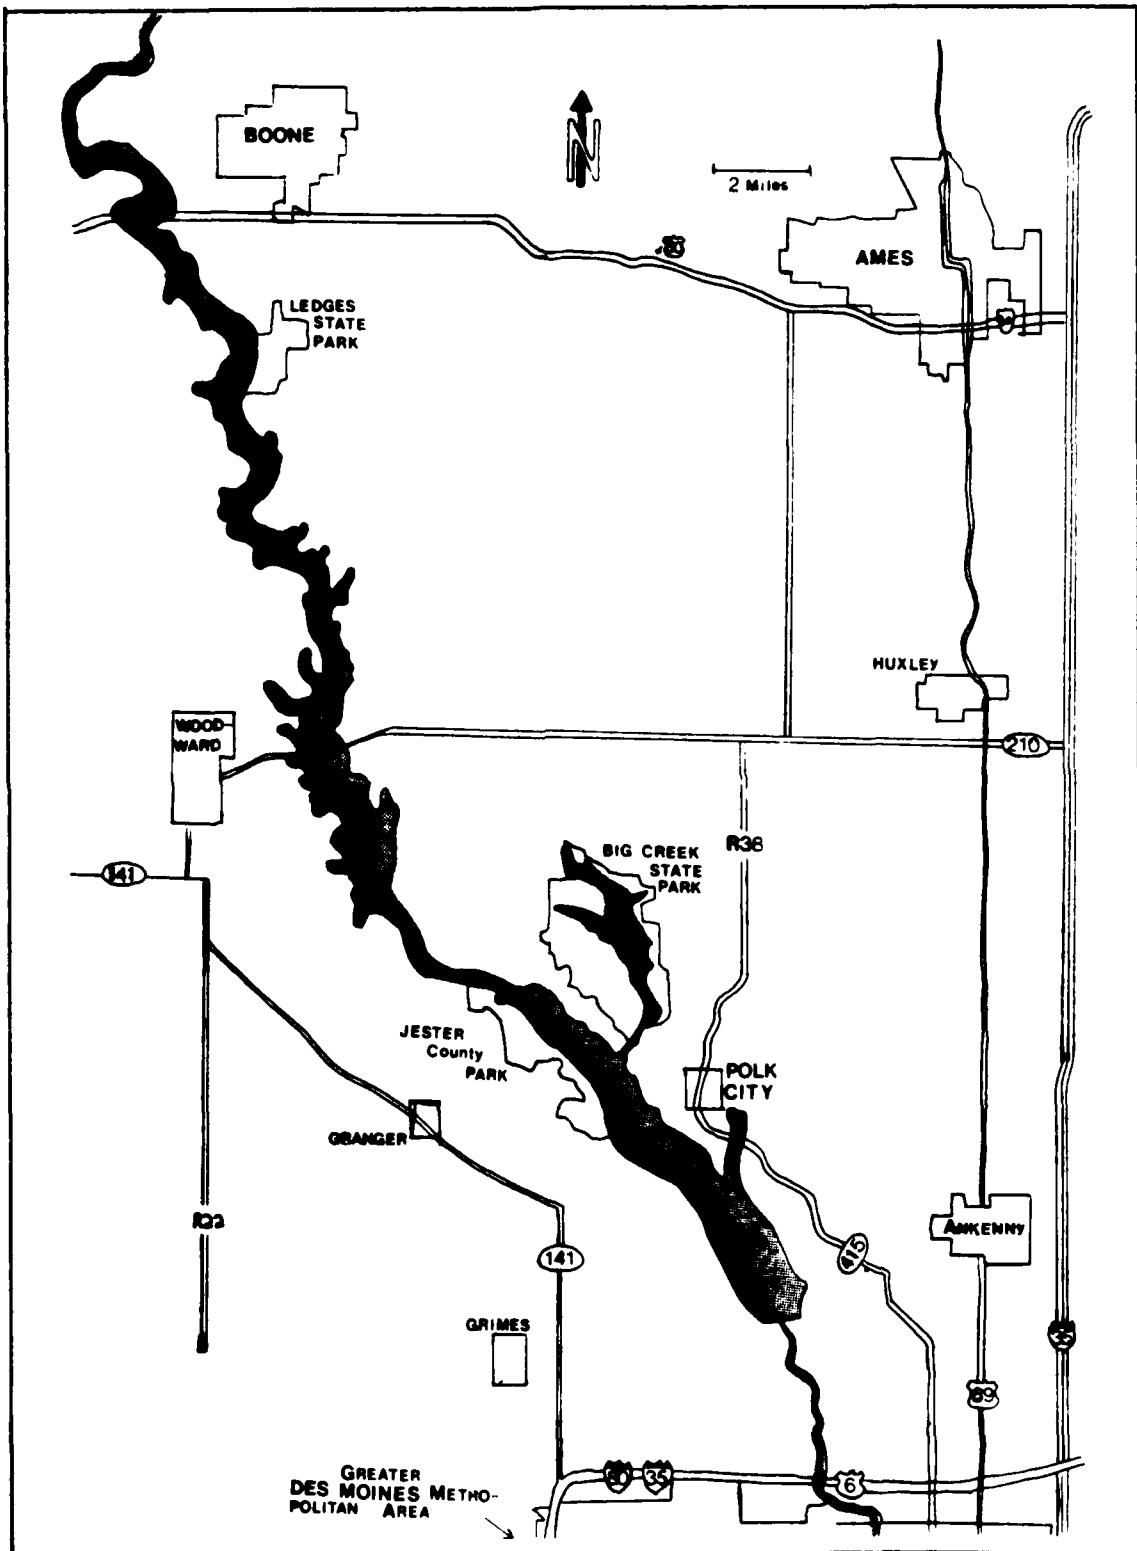 BOONE
N
2 Miles
AMES
LEDGES
STATE
PARK
HUXLEY
WOOD-
WARD
210
R38
BIG CREEK
STATE
PARK
141
JESTER
County
PARK
POLK
CITY
GRANGER
R22
ANKENNY
415
141
GRIMES
35
69
80
35
6
GREATER
DES MOINES METRO-
POLITAN AREA